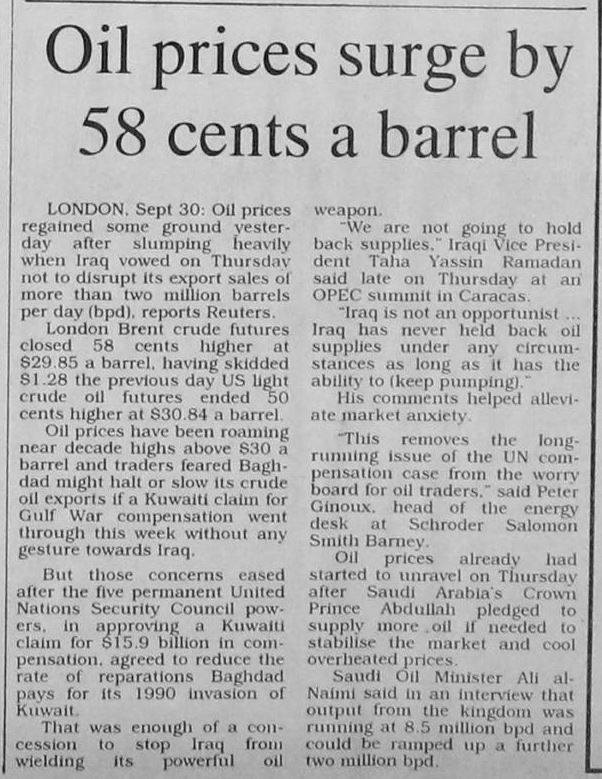 Oil prices surge by
58 cents a barrel
LONDON, Sept 30: Oil prices
regained some ground yester-
day after slumping heavily
when Iraq vowed on Thursday
not to disrupt its export sales of
more than two million barrels
per day (bpd), reports Reuters.
London Brent crude futures
closed 58 cents higher at
$29.85 a barrel, having skidded
$1.28 the previous day US light
crude oil futures ended 50
cents higher at $30.84 a barrel.
Oil prices have been roaming
near decade highs above $30 a
barrel and traders feared Bagh-
dad might halt or slow its crude
oil exports if a Kuwaiti claim for
Gulf War compensation went
through this week without any
gesture towards Iraq.
But those concerns eased
after the five permanent United
Nations Security Council pow-
ers, in approving a Kuwaiti
claim for $15.9 billion in com-
pensation, agreed to reduce the
rate of reparations Baghdad
pays for its 1990 invasion of
Kuwait.
That was enough of a con-
cession to stop Iraq from
wielding its powerful oil
weapon.
"We are not going to hold
back supplies," Iraqi Vice Presi-
dent Taha Yassin Ramadan
said late on Thursday at an
OPEC summit in Caracas.
"Iraq is not an opportunist ...
Iraq has never held back oil
supplies under any circum-
stances as long as it has the
ability to (keep pumping)."
His comments helped allevi-
ate market anxiety.
"This removes the long-
running issue of the UN com-
pensation case from the worry
board for oil traders," said Peter
Ginoux, head of the energy
desk at Schroder Salomon
Smith Barney.
Oil prices already had
started to unravel on Thursday
after Saudi Arabia's Crown
Prince Abdullah pledged to
supply more oil if needed to
stabilise the market and cool
overheated prices.
Saudi Oil Minister Ali al-
Naimi said in an interview that
output from the kingdom was
running at 8.5 million bpd and
could be ramped up a further
two million bpd.